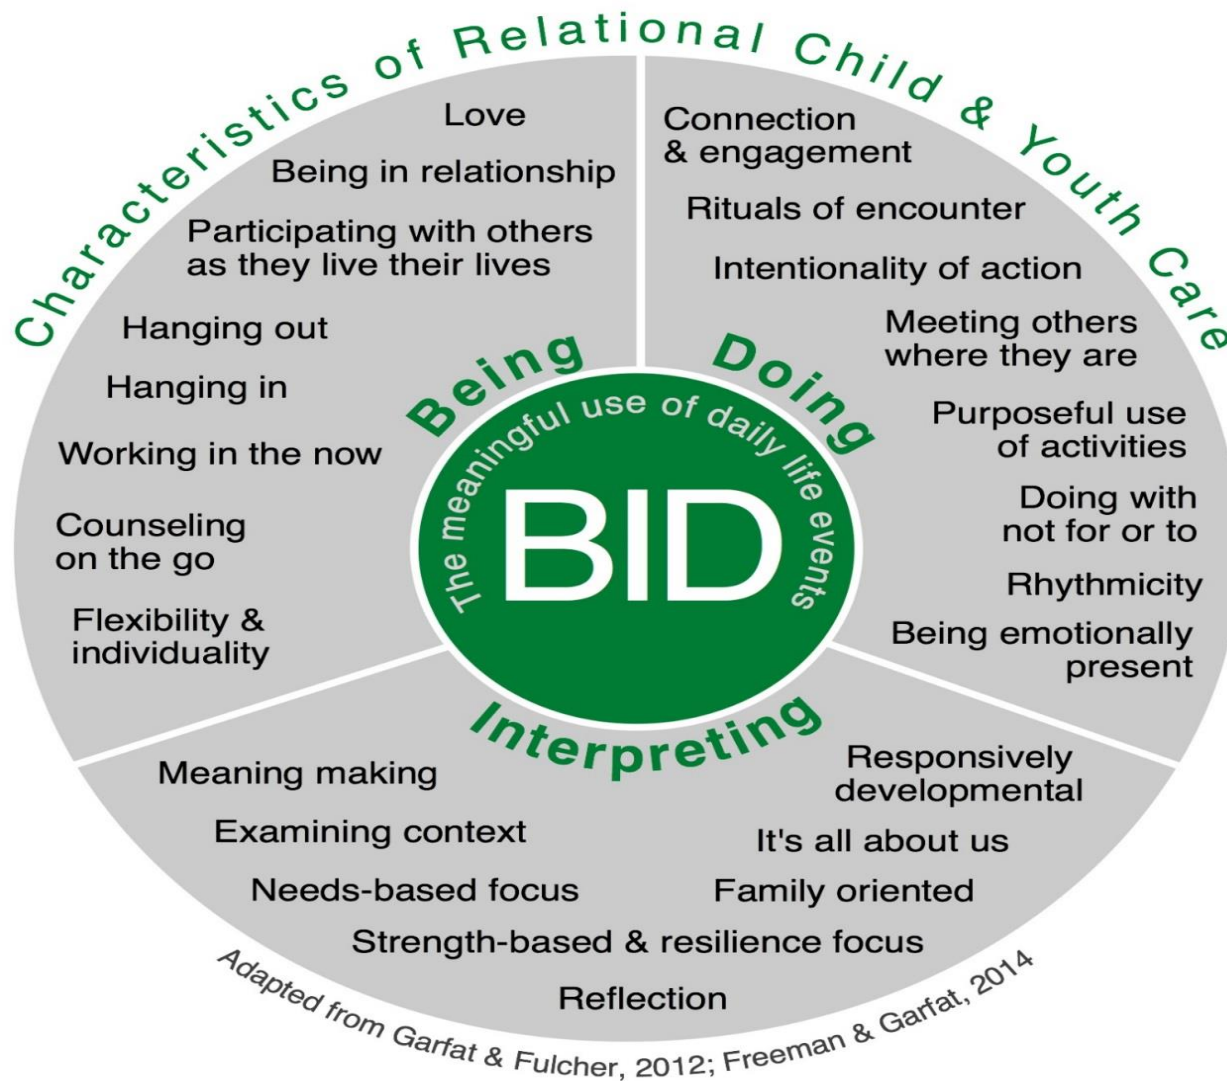 Characteristics of Relational Child & Youth Care
Being
Love
Being in relationship
Participating with others
as they live their lives
Hanging out
Hanging in
Working in the now
Counseling
on the go
Flexibility &
individuality
Doing
Connection
& engagement
Rituals of encounter
Intentionality of action
Meeting others
where they are
Purposeful use
of activities
Doing with
not for or to
Rhythmicity
Being emotionally
present
The meaningful use of daily life events
BID
Interpreting
Meaning making
Examining context
Needs-based focus
Strength-based & resilience focus
Reflection
Responsively
developmental
It's all about us
Family oriented
Adapted from Garfat & Fulcher, 2012; Freeman & Garfat, 2014